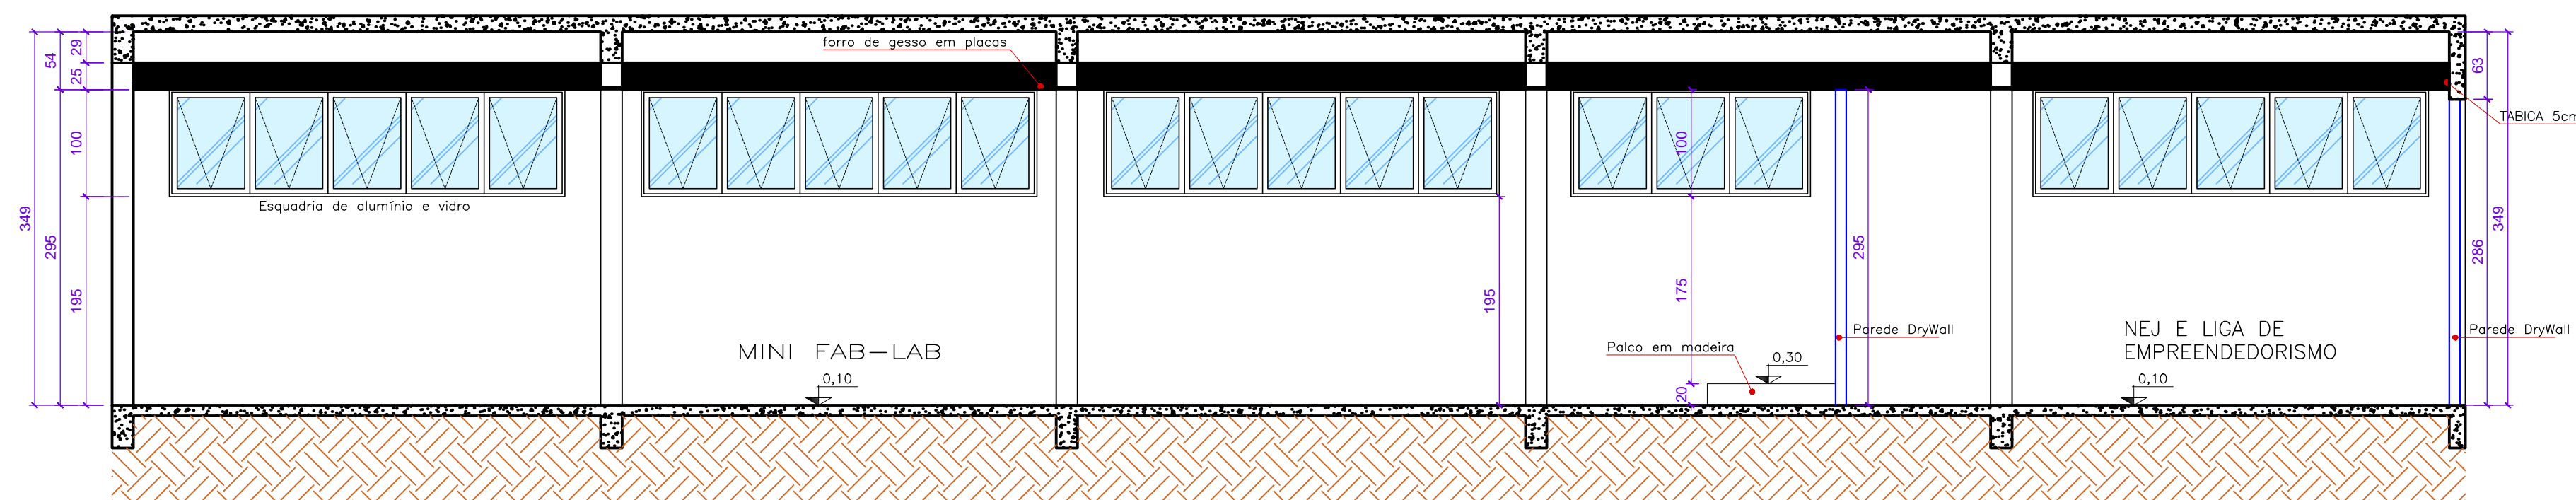 forro de gesso em placas
29
54
25
63
TABICA 5cm
100
100
Esquadria de alumínio e vidro
349
295
195
195
175
295
286
349
MINI FAB-LAB
0,10
Palco em madeira
0,30
20
Parede DryWall
NEJ E LIGA DE
EMPREENDEDORISMO
0,10
Parede DryWall